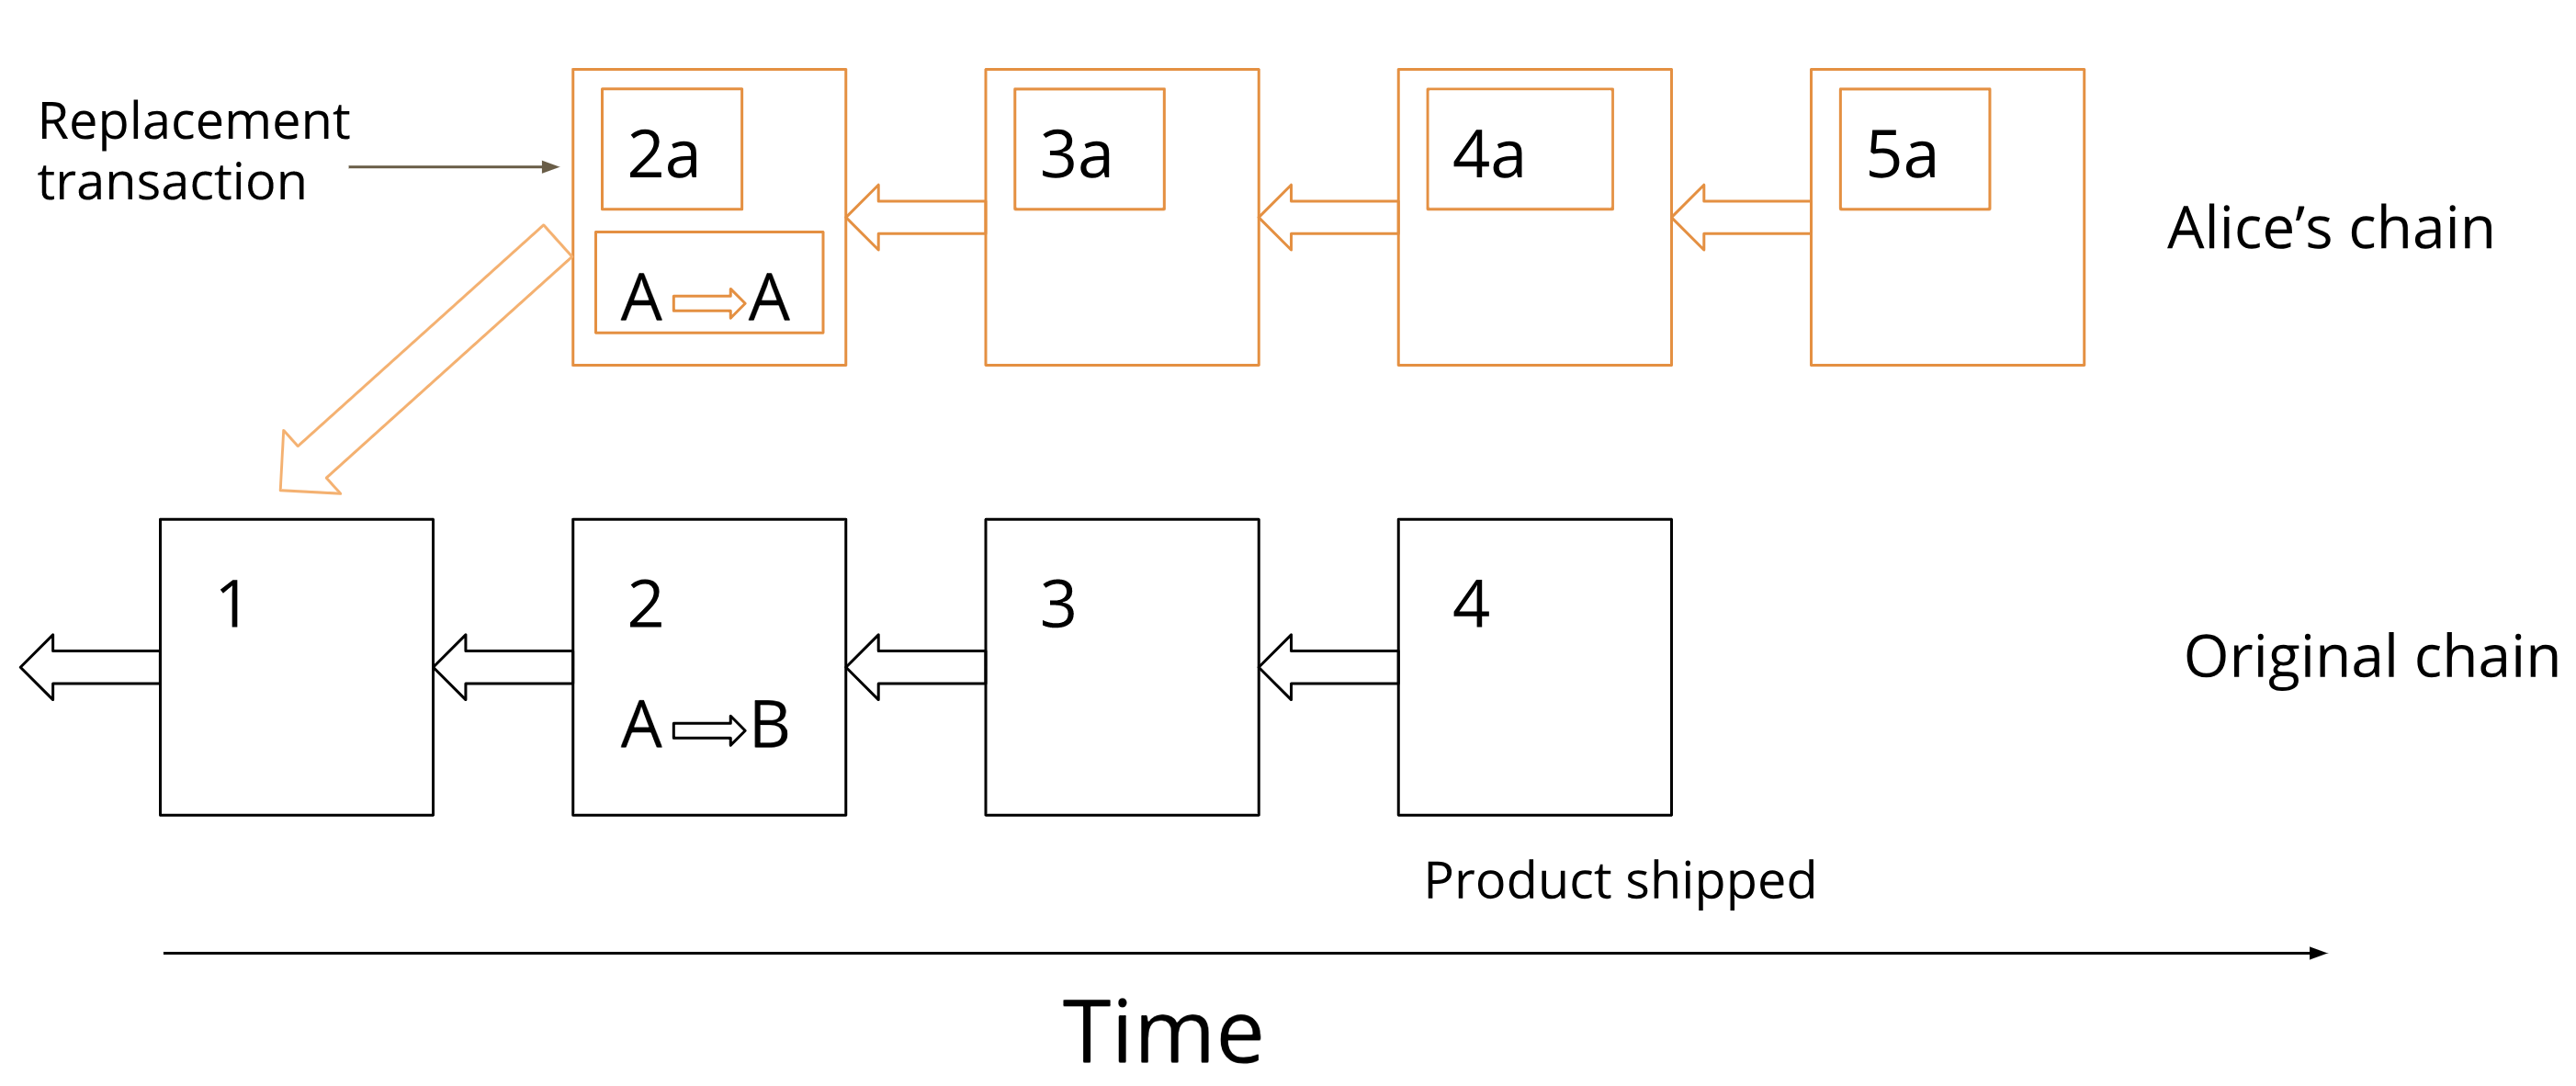 Replacement
transaction
2a
3a
4a
5a
Alice’s chain
A A
1
2
3
4
Original chain
A B
Product shipped
Time